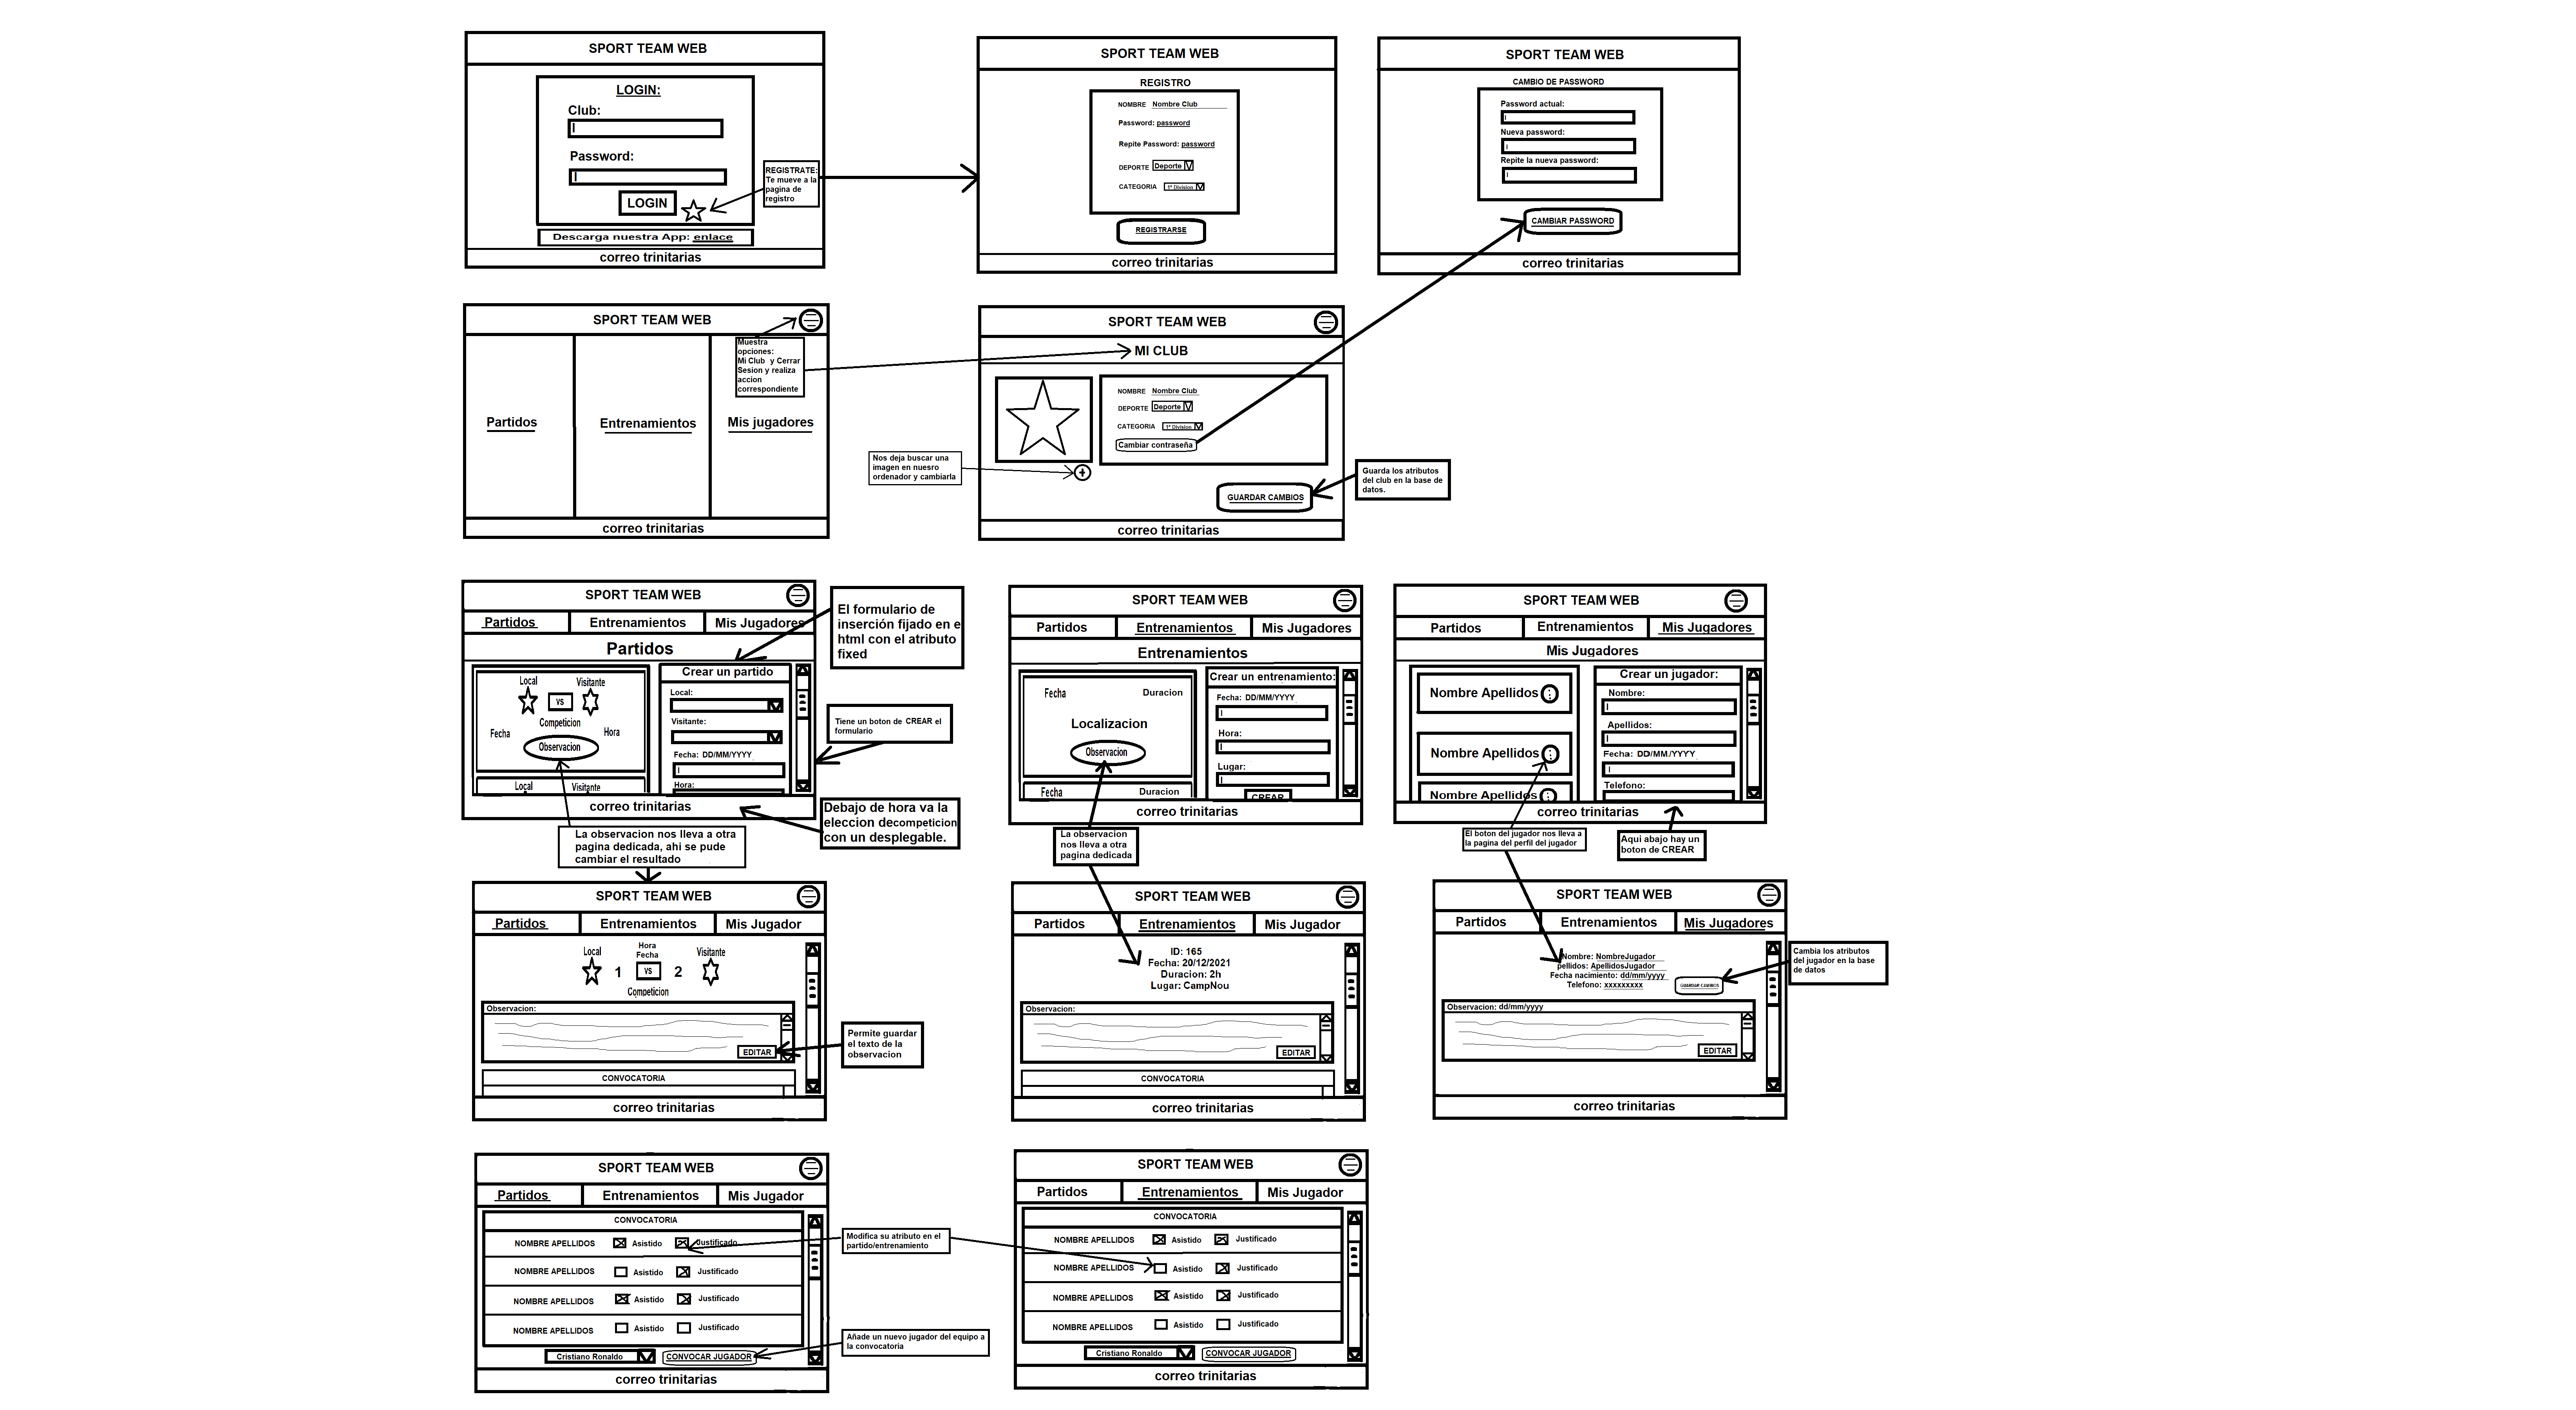 SPORT TEAM WEB
LOGIN:
Club:
Password:
LOGIN
REGISTRATE:
Te mueve a la
pagina de
registro
Descarga nuestra App: enlace
correo trinitarias
SPORT TEAM WEB
REGISTRO
NOMBRE Nombre Club
Password: password
Repite Password: password
DEPORTE Deporte
CATEGORIA 1ª Division
REGISTRARSE
correo trinitarias
SPORT TEAM WEB
CAMBIO DE PASSWORD
Password actual:
Nueva password:
Repite la nueva password:
CAMBIAR PASSWORD
correo trinitarias
SPORT TEAM WEB
Muestra
opciones:
Mi Club y Cerrar
Sesion y realiza
accion
correspondiente
Partidos
Entrenamientos
Mis jugadores
correo trinitarias
SPORT TEAM WEB
MI CLUB
NOMBRE Nombre Club
DEPORTE Deporte
CATEGORIA 1ª Division
Cambiar contraseña
Nos deja buscar una
imagen en nuesro
ordenador y cambiarla
+
GUARDAR CAMBIOS
Guarda los atributos
del club en la base de
datos.
correo trinitarias
SPORT TEAM WEB
Partidos Entrenamientos Mis Jugadores
Partidos
Local Visitante
VS
Competicion
Fecha Hora
Observacion
Local Visitante
Crear un partido
Local:
Visitante:
Fecha: DD/MM/YYYY
Hora:
correo trinitarias
El formulario de
inserción fijado en e
html con el atributo
fixed
Tiene un boton de CREAR el
formulario
Debajo de hora va la
eleccion decompeticion
con un desplegable.
La observacion nos lleva a otra
pagina dedicada, ahi se pude
cambiar el resultado
SPORT TEAM WEB
Partidos Entrenamientos Mis Jugadores
Entrenamientos
Fecha Duracion
Localizacion
Observacion
Fecha Duracion
Crear un entrenamiento:
Fecha: DD/MM/YYYY
Hora:
Lugar:
CREAR
correo trinitarias
La observacion
nos lleva a otra
pagina dedicada
SPORT TEAM WEB
Partidos Entrenamientos Mis Jugadores
Mis Jugadores
Nombre Apellidos
Nombre Apellidos
Nombre Apellidos
Crear un jugador:
Nombre:
Apellidos:
Fecha: DD/MM/YYYY
Telefono:
correo trinitarias
El boton del jugador nos lleva a
la pagina del perfil del jugador
Aqui abajo hay un
boton de CREAR
SPORT TEAM WEB
Partidos Entrenamientos Mis Jugador
Hora
Fecha
Local Visitante
1 VS 2
Competicion
Observacion:
EDITAR
CONVOCATORIA
correo trinitarias
Permite guardar
el texto de la
observacion
SPORT TEAM WEB
Partidos Entrenamientos Mis Jugador
ID: 165
Fecha: 20/12/2021
Duracion: 2h
Lugar: CampNou
Observacion:
EDITAR
CONVOCATORIA
correo trinitarias
SPORT TEAM WEB
Partidos Entrenamientos Mis Jugadores
Nombre: NombreJugador
pellidos: ApellidosJugador
Fecha nacimiento: dd/mm/yyyy
Telefono: xxxxxxxxx
GUARDAR CAMBIOS
Observacion: dd/mm/yyyy
EDITAR
correo trinitarias
Cambia los atributos
del jugador en la base
de datos
SPORT TEAM WEB
Partidos Entrenamientos Mis Jugador
CONVOCATORIA
NOMBRE APELLIDOS Asistido Justificado
NOMBRE APELLIDOS Asistido Justificado
NOMBRE APELLIDOS Asistido Justificado
NOMBRE APELLIDOS Asistido Justificado
Cristiano Ronaldo CONVOCAR JUGADOR
correo trinitarias
Modifica su atributo en el
partido/entrenamiento
Añade un nuevo jugador del equipo a
la convocatoria
SPORT TEAM WEB
Partidos Entrenamientos Mis Jugador
CONVOCATORIA
NOMBRE APELLIDOS Asistido Justificado
NOMBRE APELLIDOS Asistido Justificado
NOMBRE APELLIDOS Asistido Justificado
NOMBRE APELLIDOS Asistido Justificado
Cristiano Ronaldo CONVOCAR JUGADOR
correo trinitarias